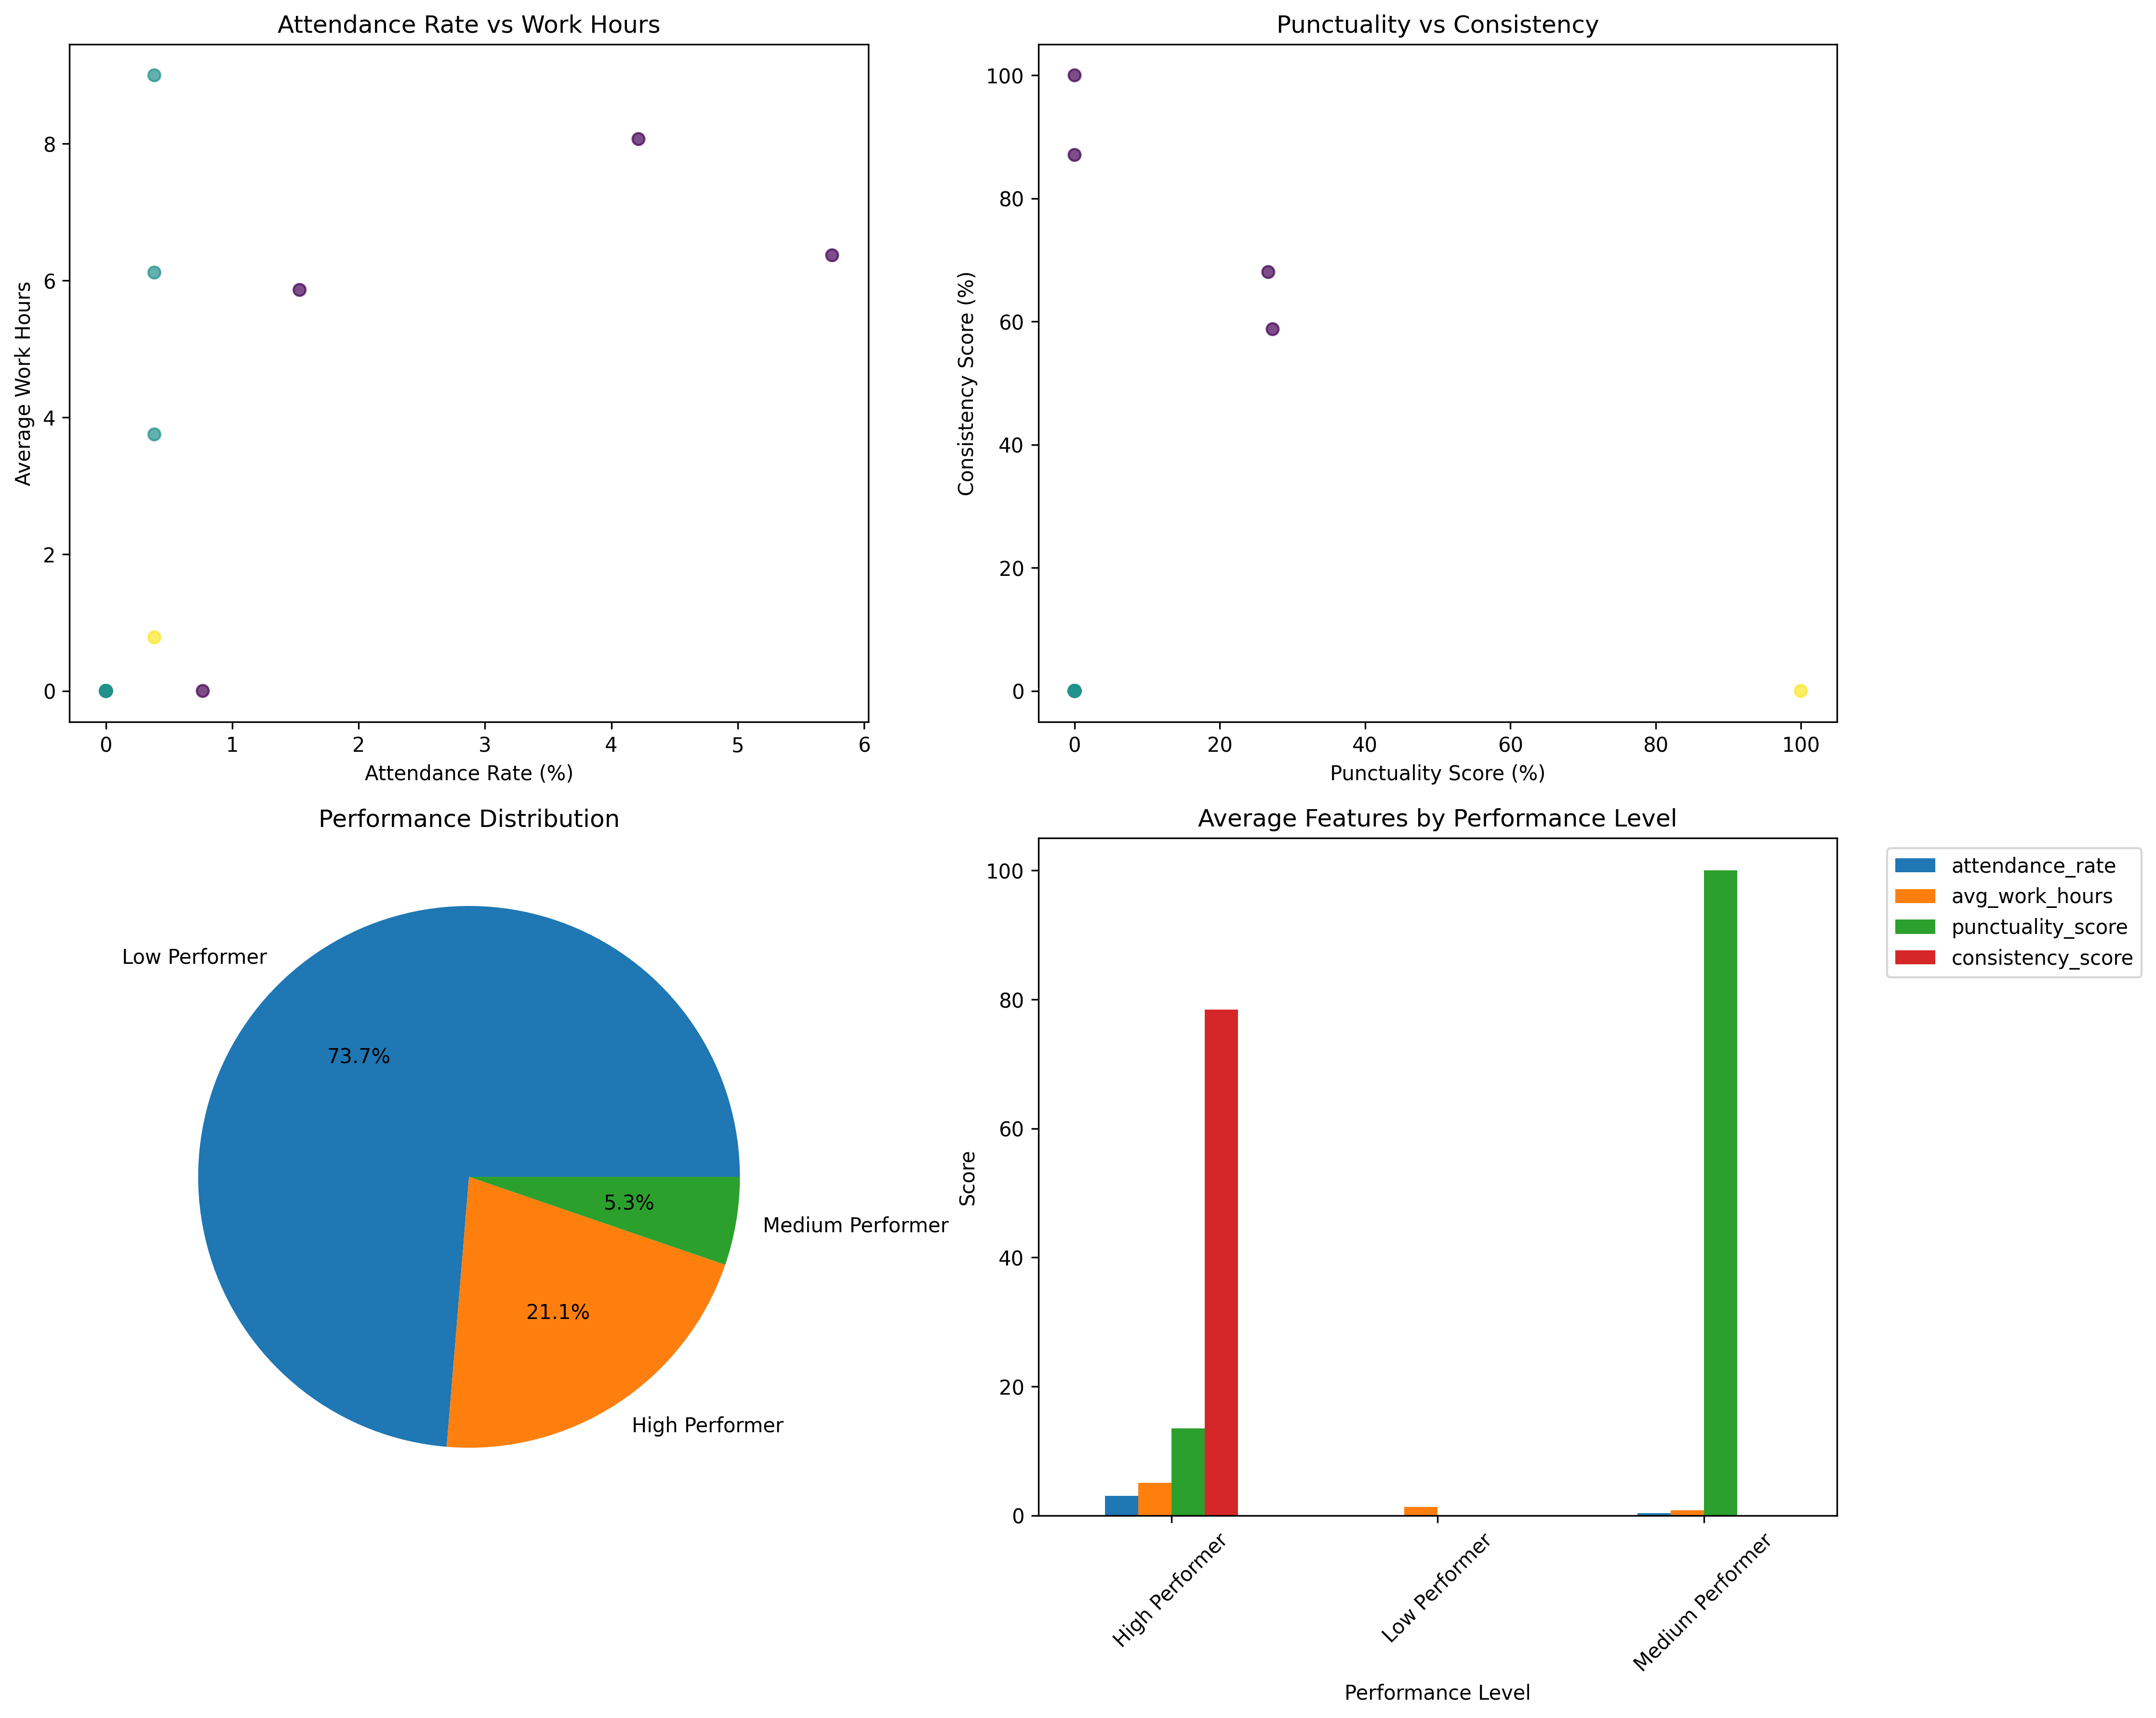 Attendance Rate vs Work Hours
Average Work Hours
8
6
4
2
0
0 1 2 3 4 5 6
Attendance Rate (%)
Punctuality vs Consistency
Consistency Score (%)
100
80
60
40
20
0
0 20 40 60 80 100
Punctuality Score (%)
Performance Distribution
Low Performer
73.7%
5.3%
Medium Performer
21.1%
High Performer
Average Features by Performance Level
Score
100
80
60
40
20
0
High Performer
Low Performer
Medium Performer
Performance Level
attendance_rate
avg_work_hours
punctuality_score
consistency_score